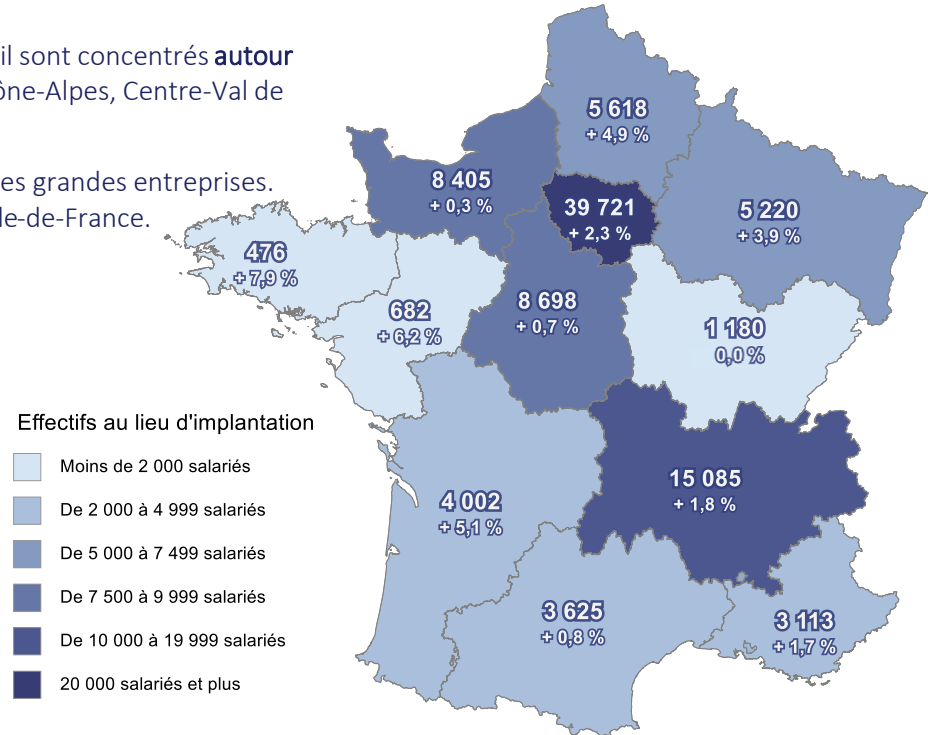 il sont concentrés autour
ône-Alpes, Centre-Val de
es grandes entreprises.
le-de-France.
5 618
+ 4,9 %
8 405
+ 0,3 %
39 721
+ 2,3 %
5 220
+ 3,9 %
476
+ 7,9 %
682
+ 6,2 %
8 698
+ 0,7 %
1 180
0,0 %
15 085
+ 1,8 %
4 002
+ 5,1 %
3 625
+ 0,8 %
3 113
+ 1,7 %
Effectifs au lieu d'implantation
Moins de 2 000 salariés
De 2 000 à 4 999 salariés
De 5 000 à 7 499 salariés
De 7 500 à 9 999 salariés
De 10 000 à 19 999 salariés
20 000 salariés et plus